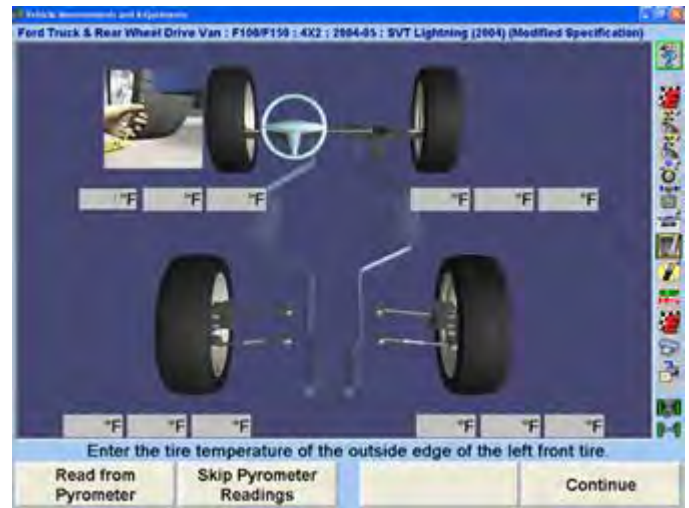 Vehicle Measurements and Adjustments
Ford Truck & Rear Wheel Drive Van : F100/F150 : 4X2 : 2004-05 : SVT Lightning (2004) (Modified Specification)
°F °F °F °F °F °F
°F °F °F °F °F °F
Enter the tire temperature of the outside edge of the left front tire.
Read from Pyrometer
Skip Pyrometer Readings
Continue